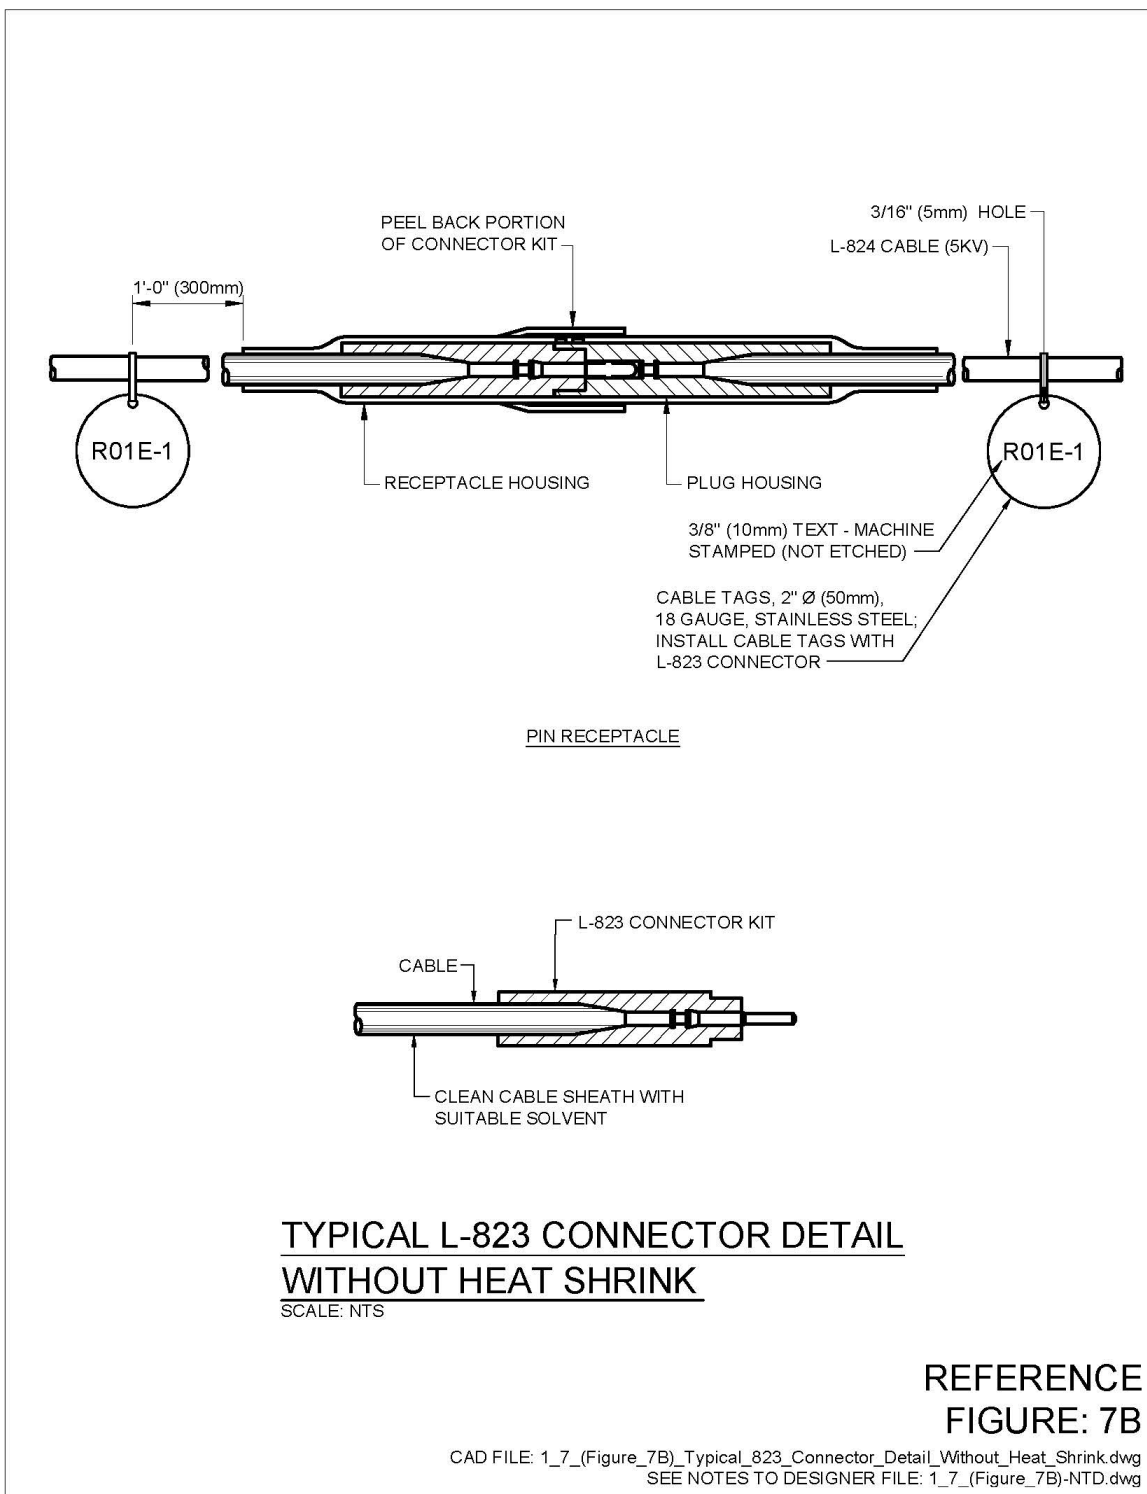 3/16" (5mm) HOLE
PEEL BACK PORTION
OF CONNECTOR KIT
L-824 CABLE (5KV)
1'-0" (300mm)
R01E-1
R01E-1
RECEPTACLE HOUSING
PLUG HOUSING
3/8" (10mm) TEXT - MACHINE
STAMPED (NOT ETCHED)
CABLE TAGS, 2" Ø (50mm),
18 GAUGE, STAINLESS STEEL;
INSTALL CABLE TAGS WITH
L-823 CONNECTOR
PIN RECEPTACLE
L-823 CONNECTOR KIT
CABLE
CLEAN CABLE SHEATH WITH
SUITABLE SOLVENT
TYPICAL L-823 CONNECTOR DETAIL
WITHOUT HEAT SHRINK
SCALE: NTS
REFERENCE
FIGURE: 7B
CAD FILE: 1_7_(Figure_7B)_Typical_823_Connector_Detail_Without_Heat_Shrink.dwg
SEE NOTES TO DESIGNER FILE: 1_7_(Figure_7B)-NTD.dwg